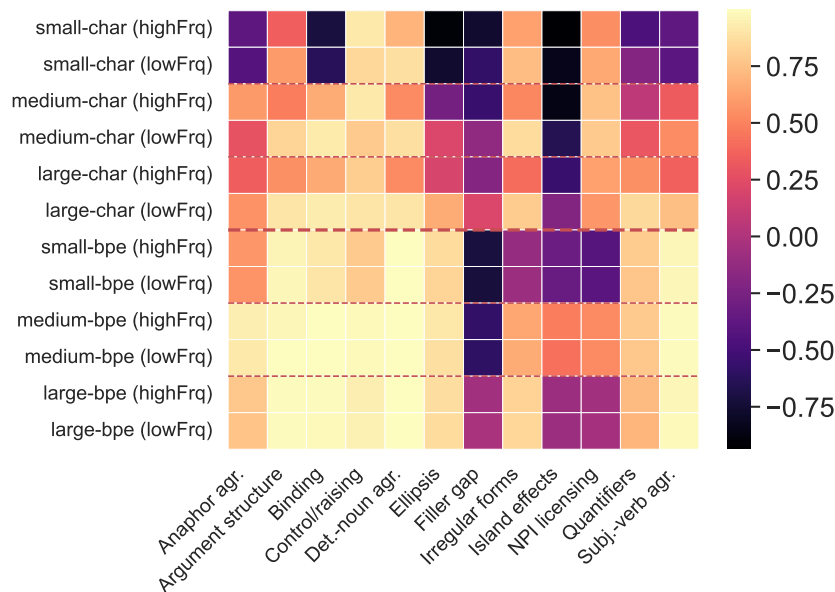 small-char (highFrq)
small-char (lowFrq)
medium-char (highFrq)
medium-char (lowFrq)
large-char (highFrq)
large-char (lowFrq)
small-bpe (highFrq)
small-bpe (lowFrq)
medium-bpe (highFrq)
medium-bpe (lowFrq)
large-bpe (highFrq)
large-bpe (lowFrq)
Anaphor agr.
Argument structure
Binding
Control/raising
Det.-noun agr.
Ellipsis
Filler gap
Irregular forms
Island effects
NPI licensing
Quantifiers
Subj.-verb agr.
0.75
0.50
0.25
0.00
−0.25
−0.50
−0.75